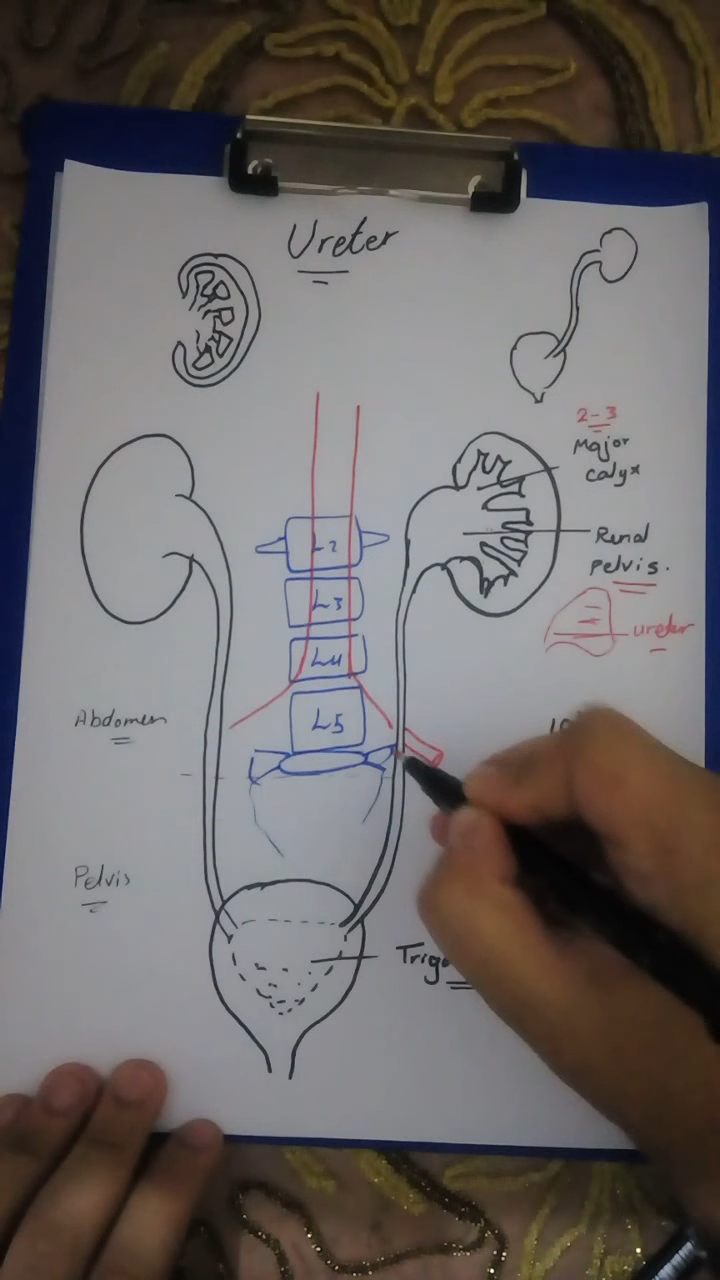 Ureter
2-3
Major
calyx
Renal
pelvis.
ureter
L2
L3
L4
L5
Abdomen
Pelvis